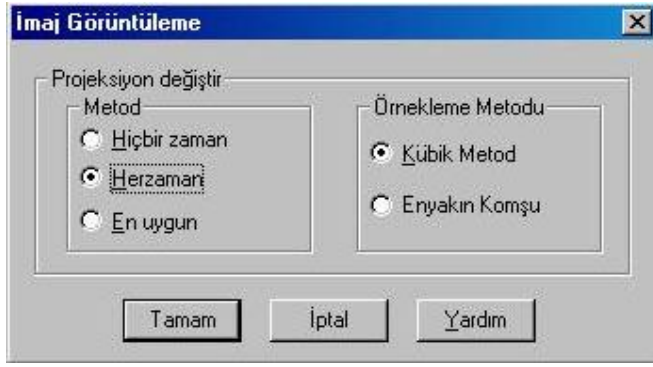 İmaj Görüntüleme
Projeksiyon değiştir
Metod
Hiçbir zaman
Herzaman
En uygun
Örnekleme Metodu
Kübik Metod
Enyakın Komşu
Tamam
İptal
Yardım